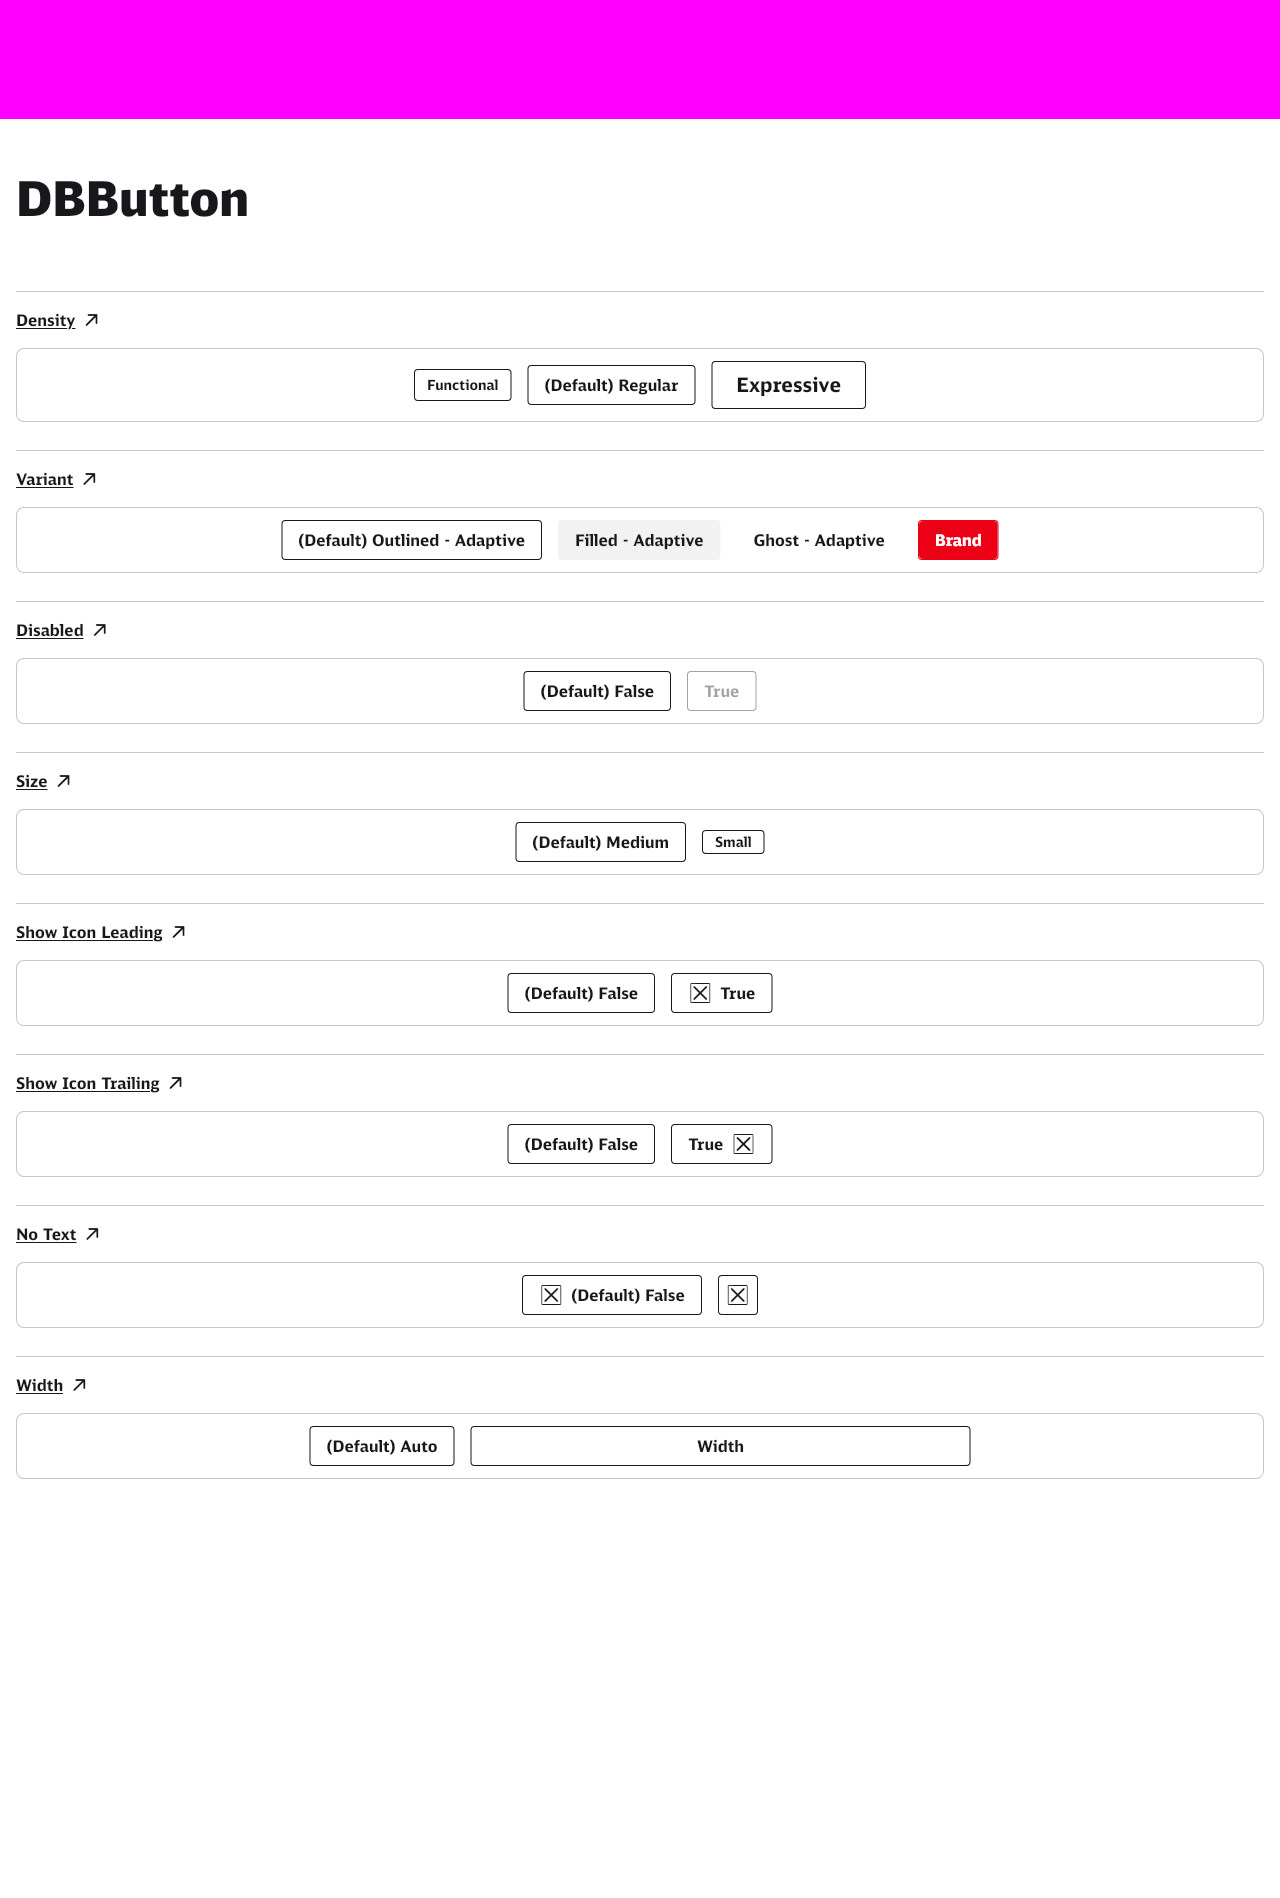 DBButton
Density
Functional (Default) Regular Expressive
Variant
(Default) Outlined - Adaptive Filled - Adaptive Ghost - Adaptive Brand
Disabled
(Default) False True
Size
(Default) Medium Small
Show Icon Leading
(Default) False True
Show Icon Trailing
(Default) False True
No Text
(Default) False
Width
(Default) Auto Width